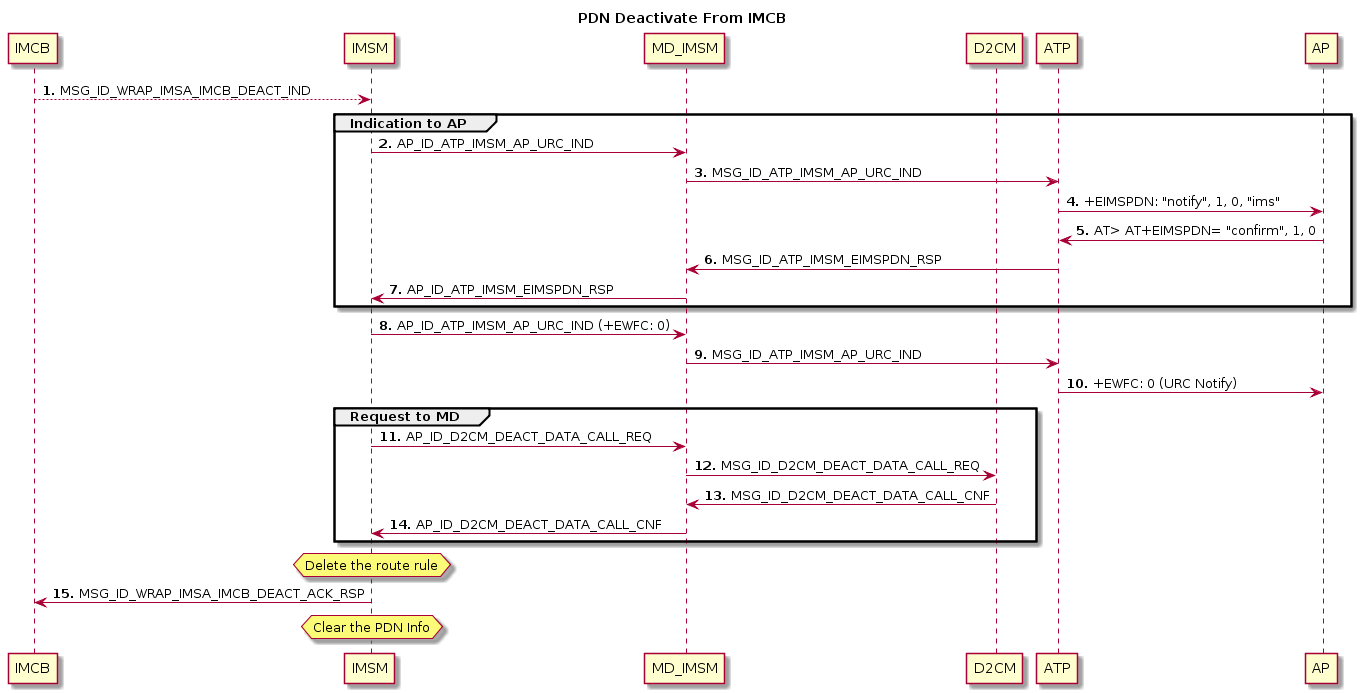 PDN Deactivate From IMCB
IMCB IMSM MD_IMSM D2CM ATP AP
1. MSG_ID_WRAP_IMSA_IMCB_DEACT_IND
Indication to AP
2. AP_ID_ATP_IMSM_AP_URC_IND
3. MSG_ID_ATP_IMSM_AP_URC_IND
4. +EIMSPDN: "notify", 1, 0, "ims"
5. AT> AT+EIMSPDN= "confirm", 1, 0
6. MSG_ID_ATP_IMSM_EIMSPDN_RSP
7. AP_ID_ATP_IMSM_EIMSPDN_RSP
8. AP_ID_ATP_IMSM_AP_URC_IND (+EWFC: 0)
9. MSG_ID_ATP_IMSM_AP_URC_IND
10. +EWFC: 0 (URC Notify)
Request to MD
11. AP_ID_D2CM_DEACT_DATA_CALL_REQ
12. MSG_ID_D2CM_DEACT_DATA_CALL_REQ
13. MSG_ID_D2CM_DEACT_DATA_CALL_CNF
14. AP_ID_D2CM_DEACT_DATA_CALL_CNF
Delete the route rule
15. MSG_ID_WRAP_IMSA_IMCB_DEACT_ACK_RSP
Clear the PDN Info
IMCB IMSM MD_IMSM D2CM ATP AP